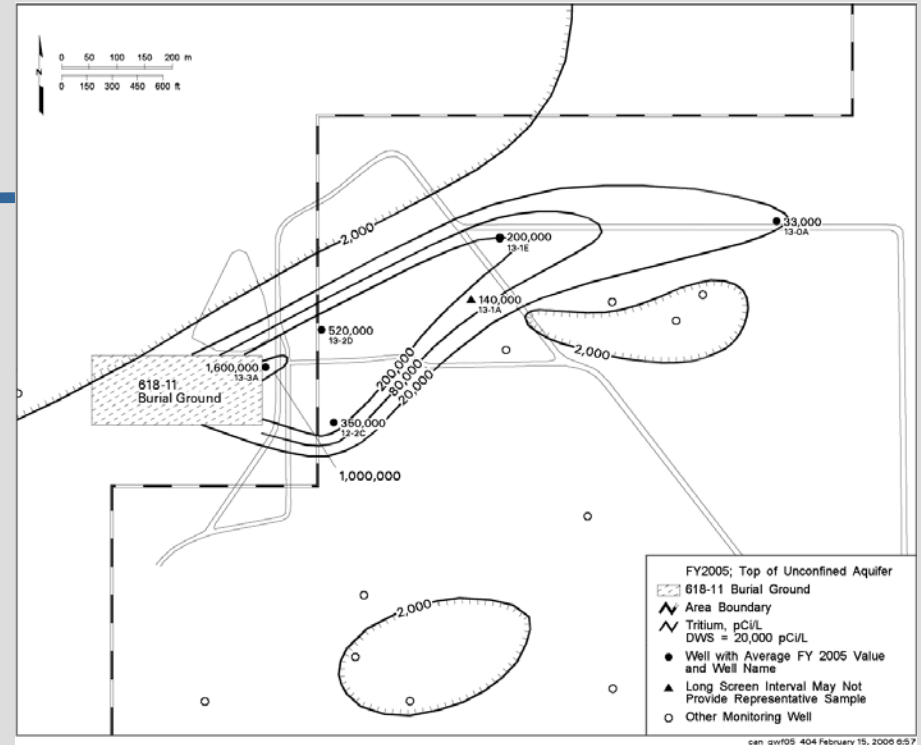 0 50 100 150 200 m
0 150 300 450 600 ft
N
2,000
33,000
13-0A
200,000
13-1E
140,000
13-1A
520,000
13-2D
2,000
1,600,000
13-3A
618-11
Burial Ground
200,000
80,000
20,000
350,000
12-2C
1,000,000
2,000
FY2005; Top of Unconfined Aquifer
618-11 Burial Ground
Area Boundary
Tritium, pCi/L
DWS = 20,000 pCi/L
Well with Average FY 2005 Value
and Well Name
Long Screen Interval May Not
Provide Representative Sample
Other Monitoring Well
can_gwf05_404 February 15, 2006 6:57